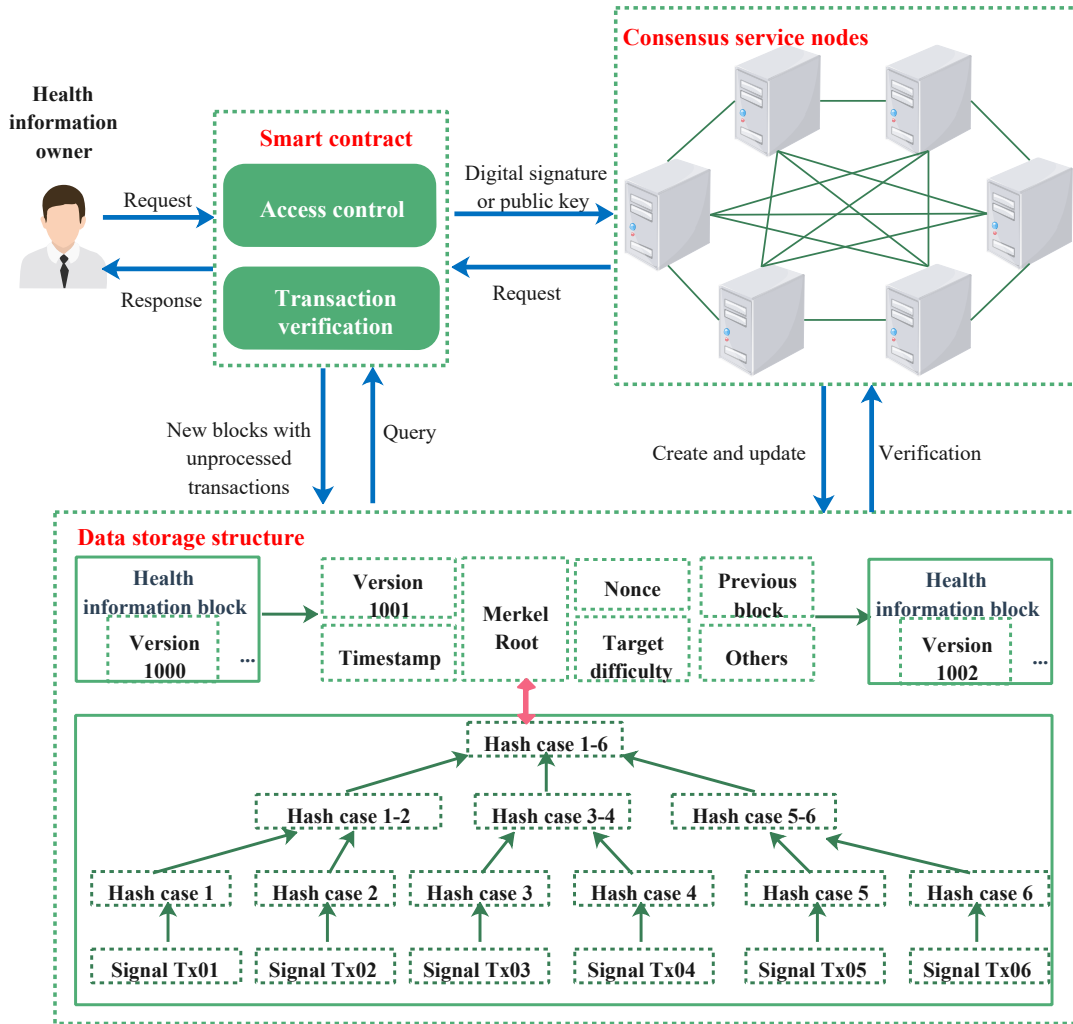 Consensus service nodes
Health
information
owner
Smart contract
Access control
Transaction
verification
Request
Response
Digital signature
or public key
Request
New blocks with
unprocessed
transactions
Query
Create and update
Verification
Data storage structure
Health
information block
Version
1000
...
Version
1001
Timestamp
Merkel
Root
Nonce
Target
difficulty
Previous
block
Others
Health
information block
Version
1002
...
Hash case 1-6
Hash case 1-2
Hash case 3-4
Hash case 5-6
Hash case 1
Hash case 2
Hash case 3
Hash case 4
Hash case 5
Hash case 6
Signal Tx01
Signal Tx02
Signal Tx03
Signal Tx04
Signal Tx05
Signal Tx06